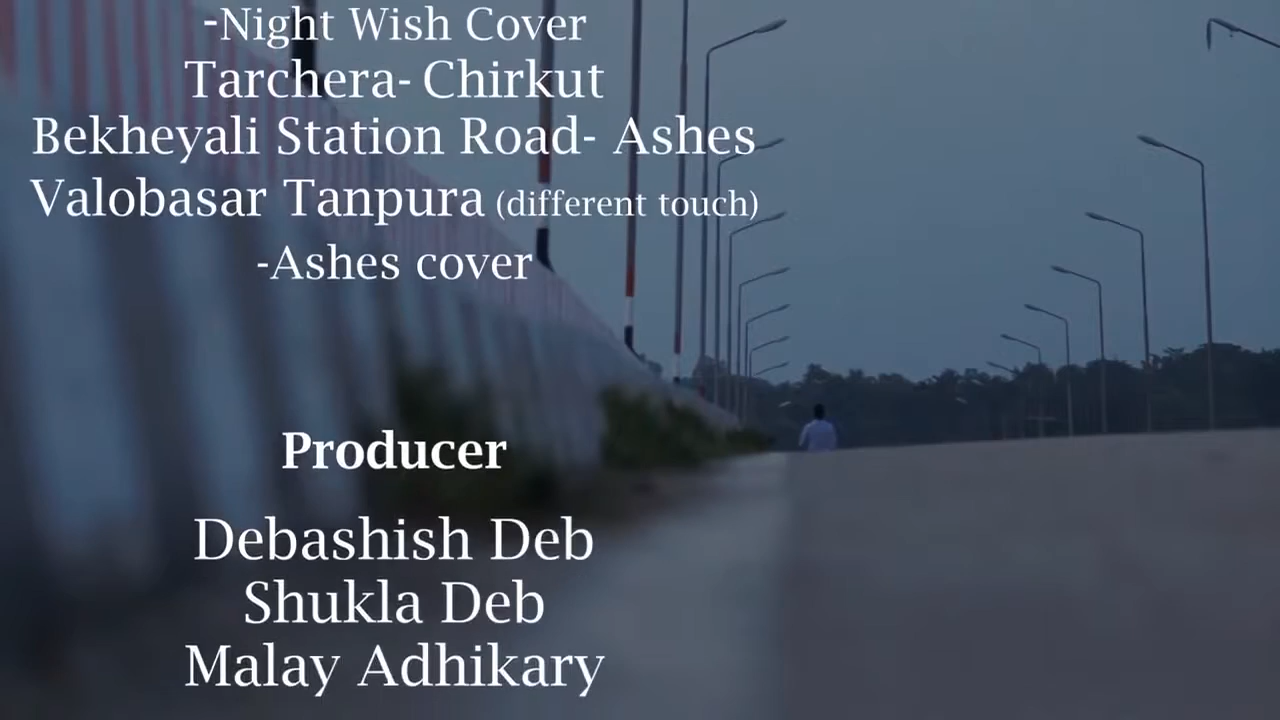 -Night Wish Cover
Tarchera- Chirkut
Bekheyali Station Road- Ashes
Valobasar Tanpura (different touch)
-Ashes cover
Producer
Debashish Deb
Shukla Deb
Malay Adhikary